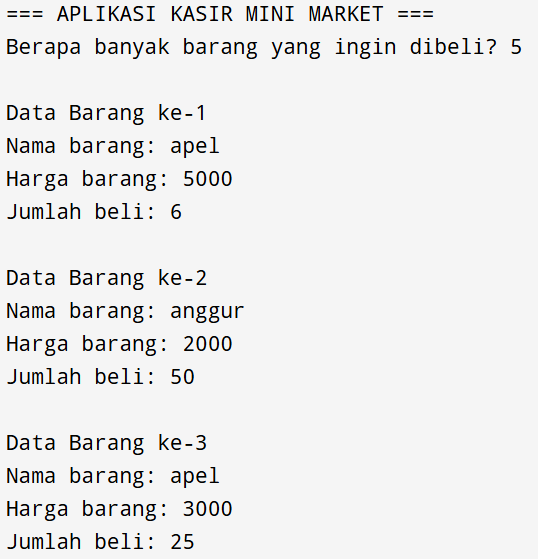 === APLIKASI KASIR MINI MARKET ===
Berapa banyak barang yang ingin dibeli? 5
Data Barang ke-1
Nama barang: apel
Harga barang: 5000
Jumlah beli: 6
Data Barang ke-2
Nama barang: anggur
Harga barang: 2000
Jumlah beli: 50
Data Barang ke-3
Nama barang: apel
Harga barang: 3000
Jumlah beli: 25